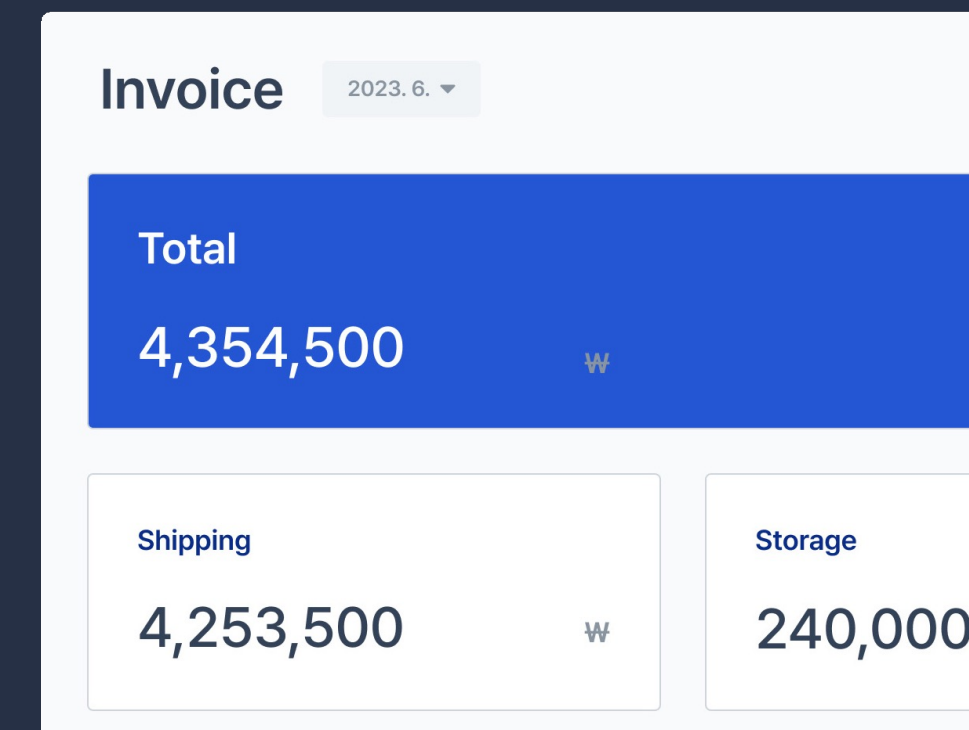 Invoice
2023. 6.
Total
4,354,500 ₩
Shipping
4,253,500 ₩
Storage
240,000